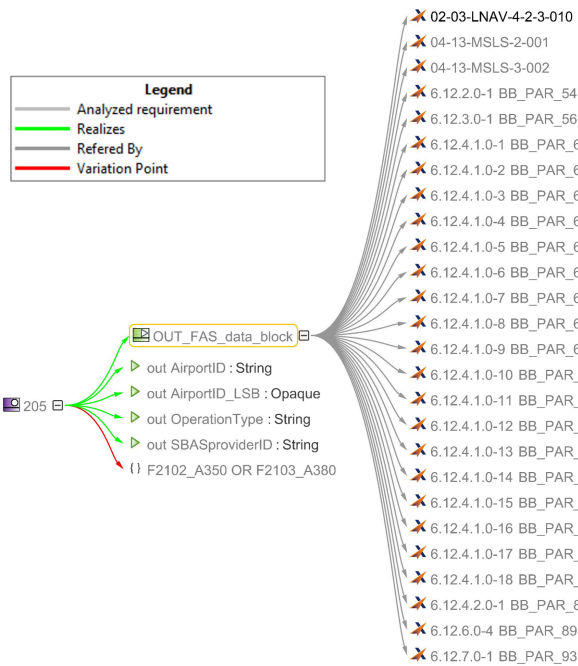 02-03-LNAV-4-2-3-010
04-13-MSLS-2-001
04-13-MSLS-3-002
6.12.2.0-1 BB_PAR_54
6.12.3.0-1 BB_PAR_56
6.12.4.1.0-1 BB_PAR_6
6.12.4.1.0-2 BB_PAR_6
6.12.4.1.0-3 BB_PAR_6
6.12.4.1.0-4 BB_PAR_6
6.12.4.1.0-5 BB_PAR_6
6.12.4.1.0-6 BB_PAR_6
6.12.4.1.0-7 BB_PAR_6
6.12.4.1.0-8 BB_PAR_6
6.12.4.1.0-9 BB_PAR_6
6.12.4.1.0-10 BB_PAR_
6.12.4.1.0-11 BB_PAR_
6.12.4.1.0-12 BB_PAR_
6.12.4.1.0-13 BB_PAR_
6.12.4.1.0-14 BB_PAR_
6.12.4.1.0-15 BB_PAR_
6.12.4.1.0-16 BB_PAR_
6.12.4.1.0-17 BB_PAR_
6.12.4.1.0-18 BB_PAR_
6.12.4.2.0-1 BB_PAR_8
6.12.6.0-4 BB_PAR_89
6.12.7.0-1 BB_PAR_93
Legend
Analyzed requirement
Realizes
Refered By
Variation Point
OUT_FAS_data_block
out AirportID : String
out AirportID_LSB : Opaque
out OperationType : String
out SBASproviderID : String
{ } F2102_A350 OR F2103_A380
205